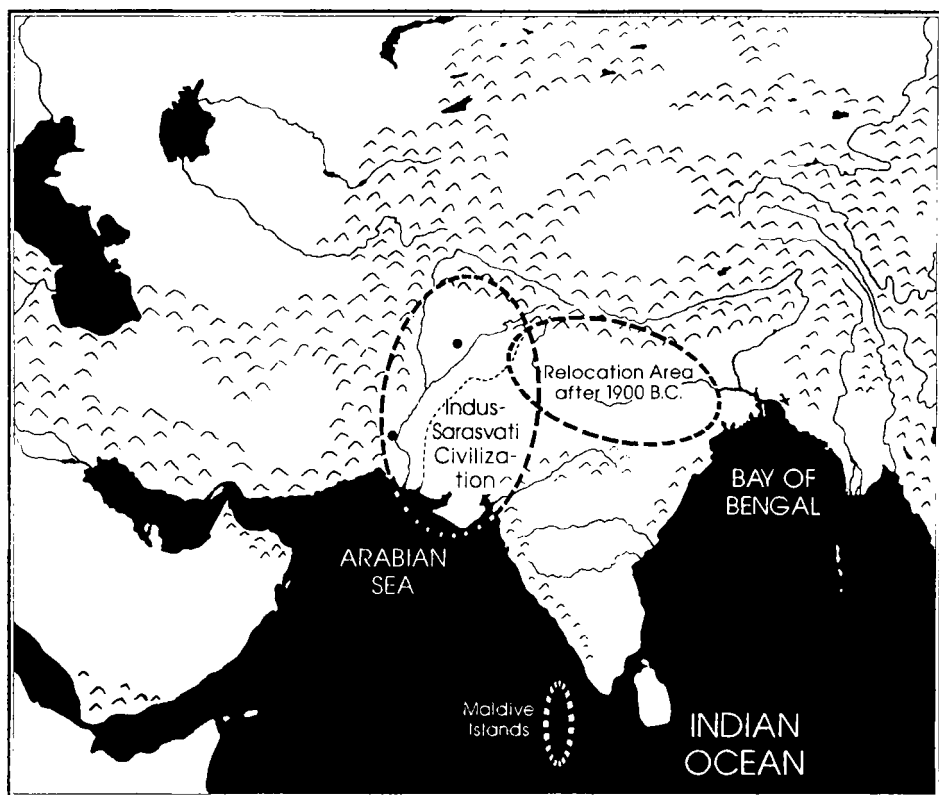 Relocation Area
after 1900 B.C.
Indus-
Sarasvati
Civiliza-
tion
BAY OF
BENGAL
ARABIAN
SEA
Maldive
Islands
INDIAN
OCEAN